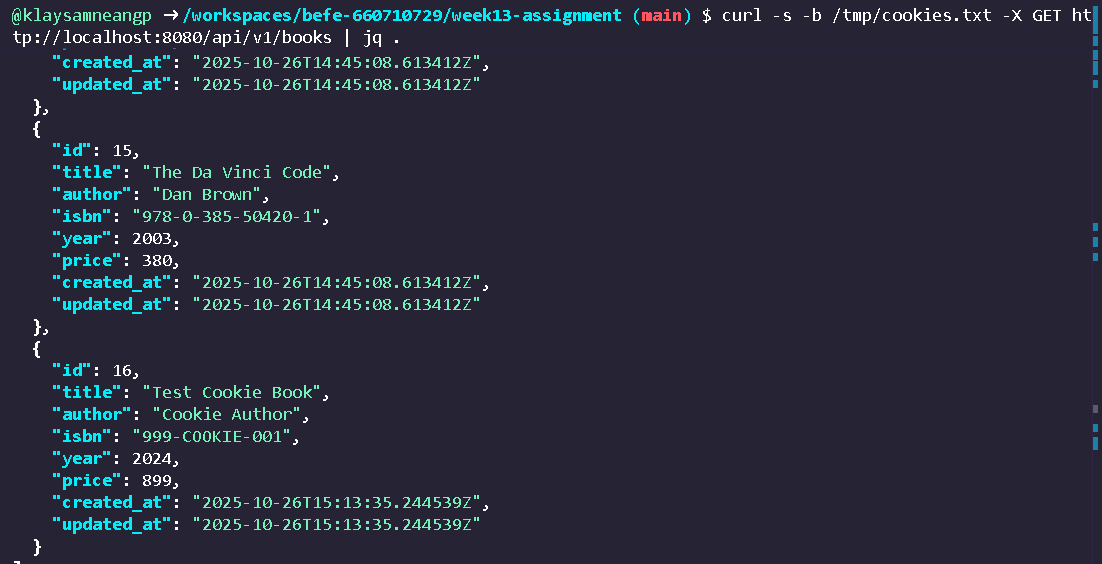 @klaysamneangp → /workspaces/befe-660710729/week13-assignment (main) $ curl -s -b /tmp/cookies.txt -X GET ht
tp://localhost:8080/api/v1/books | jq .
    "created_at": "2025-10-26T14:45:08.613412Z",
    "updated_at": "2025-10-26T14:45:08.613412Z"
  },
  {
    "id": 15,
    "title": "The Da Vinci Code",
    "author": "Dan Brown",
    "isbn": "978-0-385-50420-1",
    "year": 2003,
    "price": 380,
    "created_at": "2025-10-26T14:45:08.613412Z",
    "updated_at": "2025-10-26T14:45:08.613412Z"
  },
  {
    "id": 16,
    "title": "Test Cookie Book",
    "author": "Cookie Author",
    "isbn": "999-COOKIE-001",
    "year": 2024,
    "price": 899,
    "created_at": "2025-10-26T15:13:35.244539Z",
    "updated_at": "2025-10-26T15:13:35.244539Z"
  }